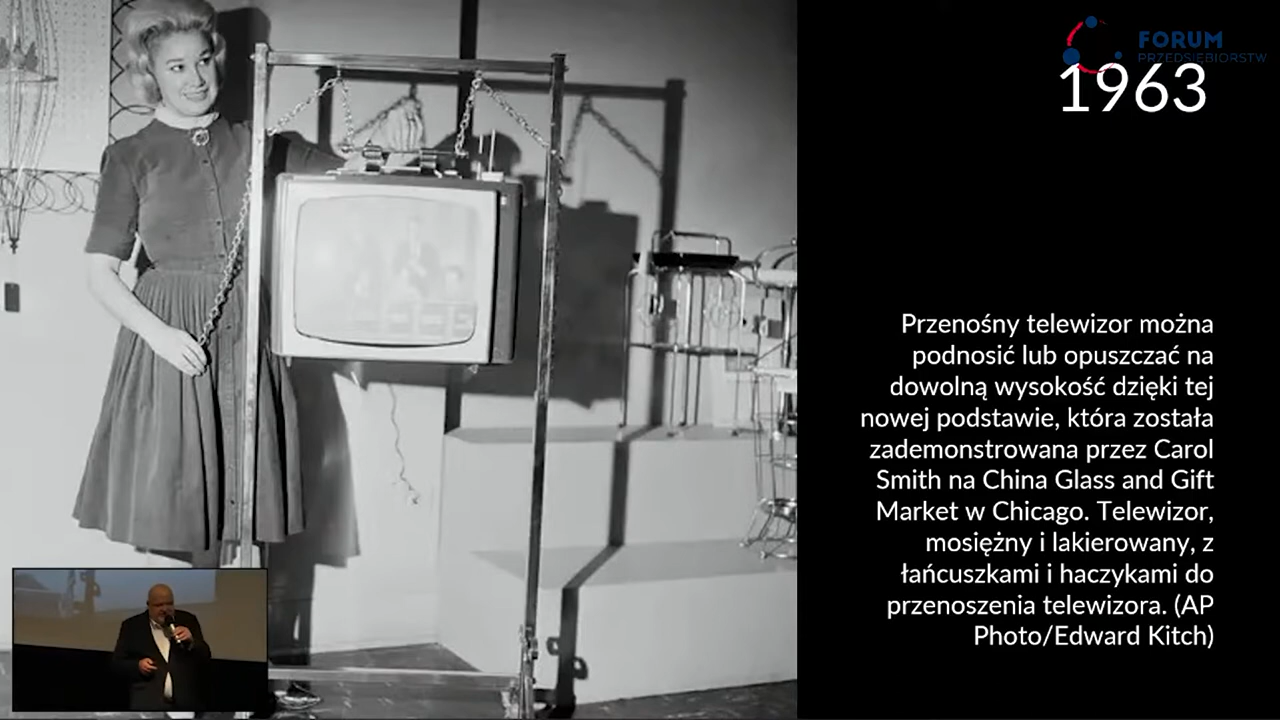 FORUM
PRZEDSIĘBIORSTW
1963
Przenośny telewizor można
podnosić lub opuszczać na
dowolną wysokość dzięki tej
nowej podstawie, która została
zademonstrowana przez Carol
Smith na China Glass and Gift
Market w Chicago. Telewizor,
mosiężny i lakierowany, z
łańcuszkami i haczykami do
przenoszenia telewizora. (AP
Photo/Edward Kitch)